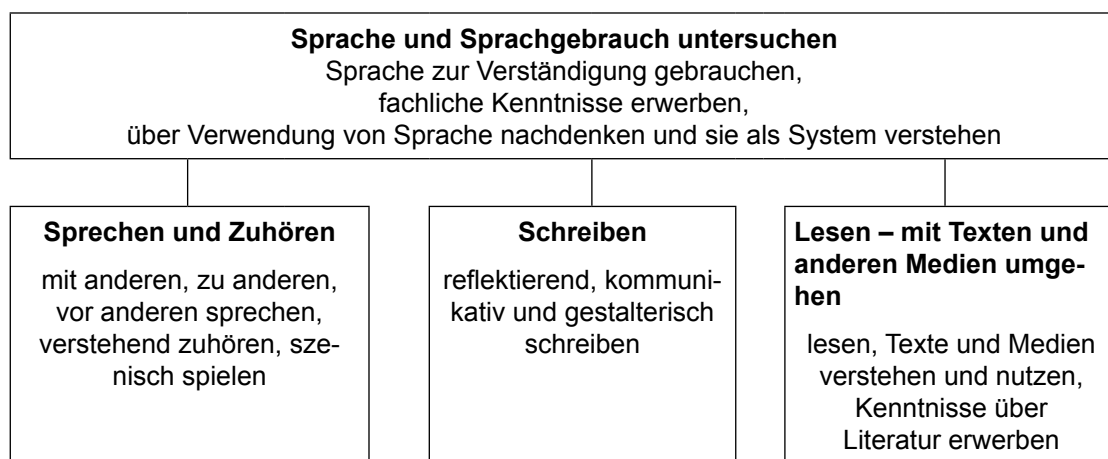 Sprache und Sprachgebrauch untersuchen
Sprache zur Verständigung gebrauchen,
fachliche Kenntnisse erwerben,
über Verwendung von Sprache nachdenken und sie als System verstehen
Sprechen und Zuhören
mit anderen, zu anderen,
vor anderen sprechen,
verstehend zuhören, sze-
nisch spielen
Schreiben
reflektierend, kommuni-
kativ und gestalterisch
schreiben
Lesen – mit Texten und
anderen Medien umge-
hen
lesen, Texte und Medien
verstehen und nutzen,
Kenntnisse über
Literatur erwerben